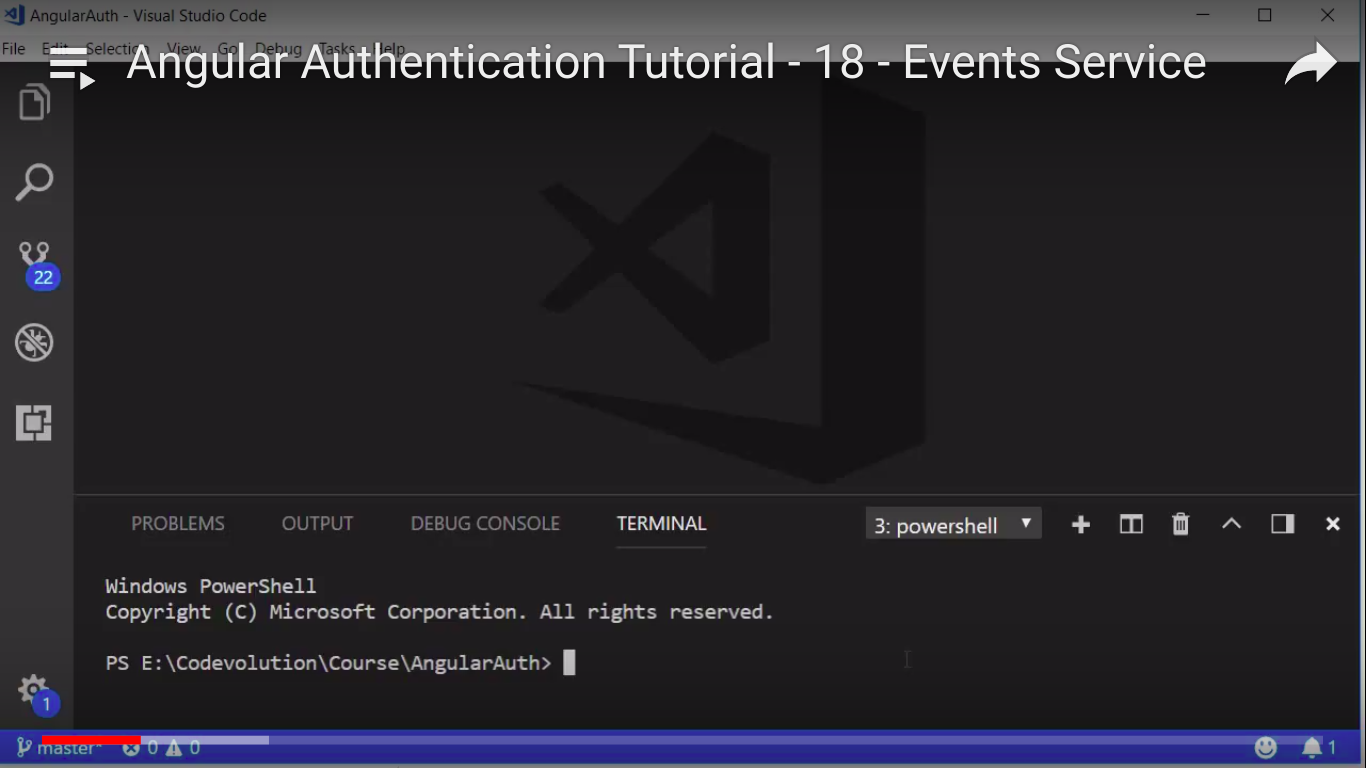 AngularAuth - Visual Studio Code
File Edit Selection View Go Debug Tasks Help
Angular Authentication Tutorial - 18 - Events Service
22
PROBLEMS OUTPUT DEBUG CONSOLE TERMINAL 3: powershell
Windows PowerShell
Copyright (C) Microsoft Corporation. All rights reserved.
PS E:\Codevolution\Course\AngularAuth>
1
master* 0 0 1